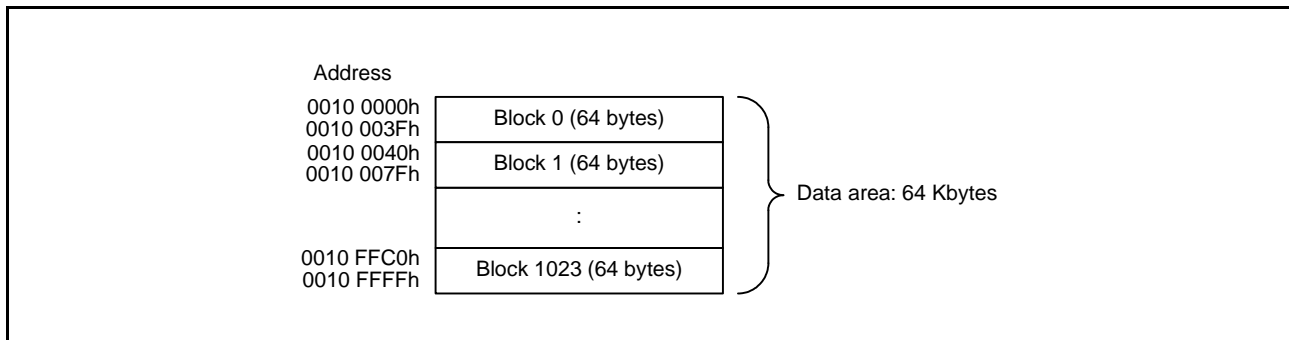 Address
0010 0000h
0010 003Fh
Block 0 (64 bytes)
0010 0040h
0010 007Fh
Block 1 (64 bytes)
:
Data area: 64 Kbytes
0010 FFC0h
0010 FFFFh
Block 1023 (64 bytes)